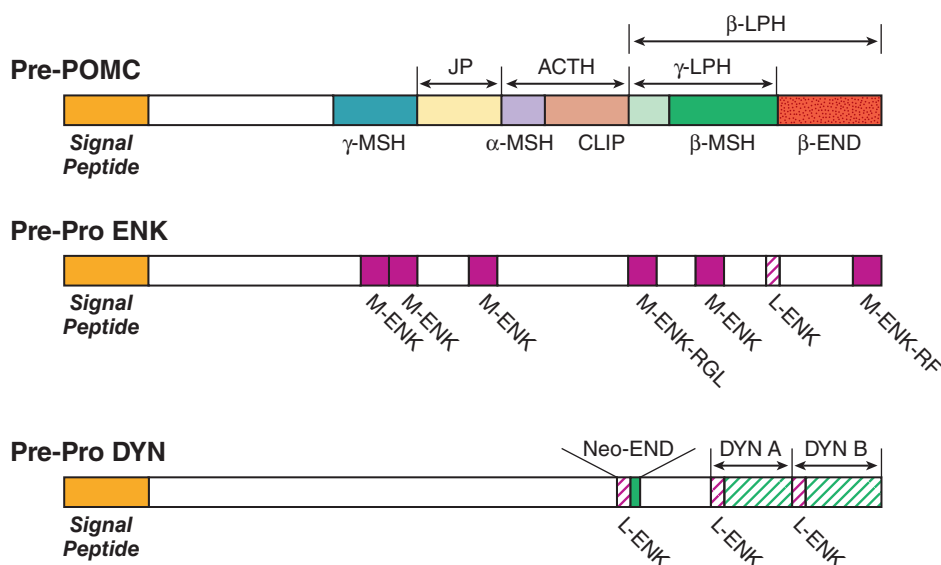 β-LPH
Pre-POMC
JP
ACTH
γ-LPH
Signal
Peptide
γ-MSH
α-MSH
CLIP
β-MSH
β-END
Pre-Pro ENK
Signal
Peptide
M-ENK
M-ENK
M-ENK
M-ENK-RGL
M-ENK
L-ENK
M-ENK-RF
Pre-Pro DYN
Neo-END
DYN A
DYN B
Signal
Peptide
L-ENK
L-ENK
L-ENK